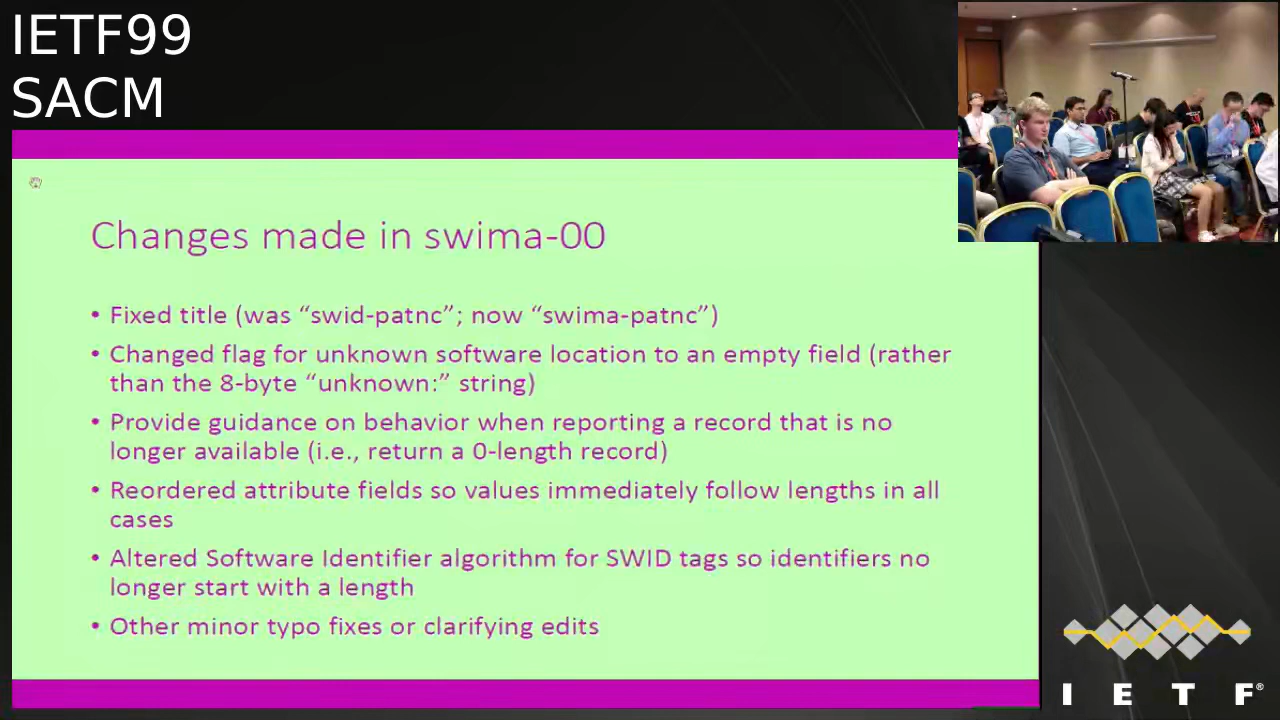 IETF99
SACM
Changes made in swima-00
• Fixed title (was “swid-patnc”; now “swima-patnc”)
• Changed flag for unknown software location to an empty field (rather
than the 8-byte “unknown:” string)
• Provide guidance on behavior when reporting a record that is no
longer available (i.e., return a 0-length record)
• Reordered attribute fields so values immediately follow lengths in all
cases
• Altered Software Identifier algorithm for SWID tags so identifiers no
longer start with a length
• Other minor typo fixes or clarifying edits
I E T F®